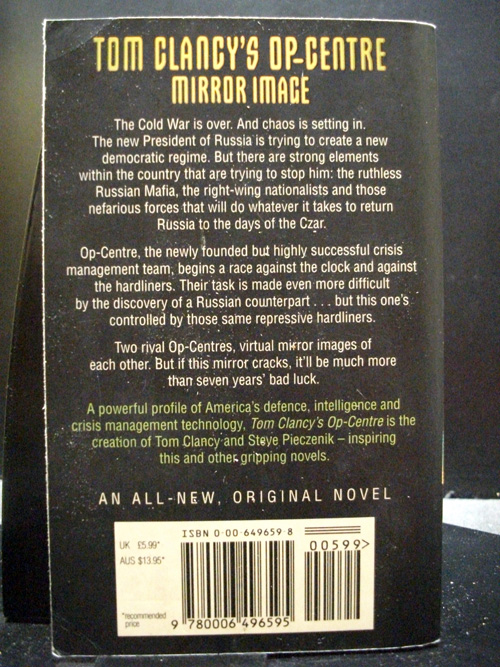 TOM CLANCY'S OP-CENTRE
MIRROR IMAGE
The Cold War is over. And chaos is setting in.
The new President of Russia is trying to create a new
democratic regime. But there are strong elements
within the country that are trying to stop him: the ruthless
Russian Mafia, the right-wing nationalists and those
nefarious forces that will do whatever it takes to return
Russia to the days of the Czar.
Op-Centre, the newly founded but highly successful crisis
management team, begins a race against the clock and against
the hardliners. Their task is made even more difficult
by the discovery of a Russian counterpart . . . but this one's
controlled by those same repressive hardliners.
Two rival Op-Centres, virtual mirror images of
each other. But if this mirror cracks, it'll be much more
than seven years' bad luck.
A powerful profile of America's defence, intelligence and
crisis management technology, Tom Clancy's Op-Centre is the
creation of Tom Clancy and Steve Pieczenik – inspiring
this and other gripping novels.
AN ALL-NEW, ORIGINAL NOVEL
ISBN 0-00-649659-8
UK £5.99*
AUS $13.95*
00599>
*recommended
price
9 780006 496595